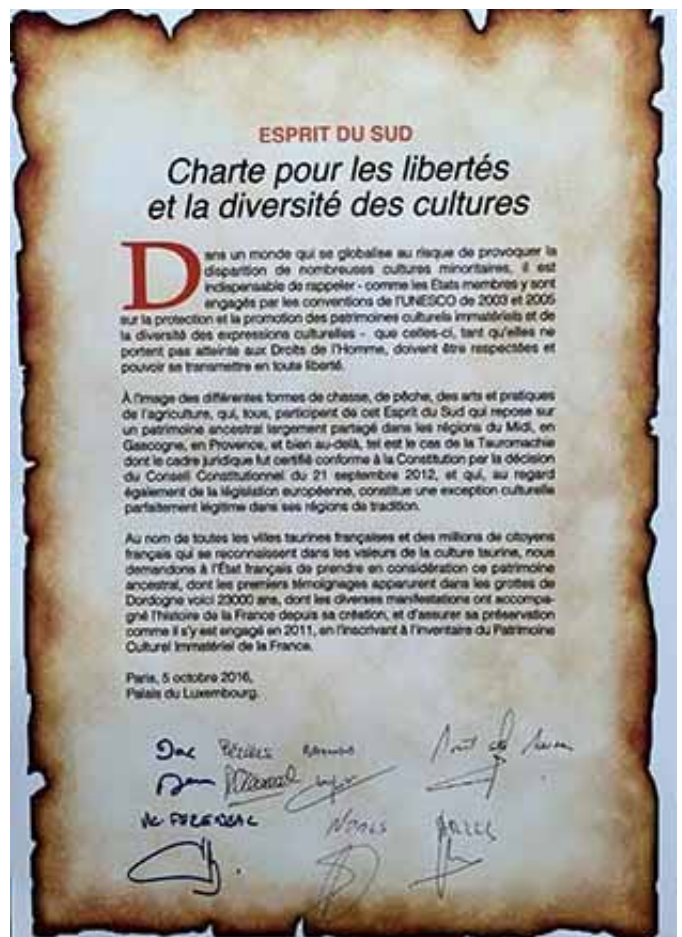 ESPRIT DU SUD
Charte pour les libertés
et la diversité des cultures
Dans un monde qui se globalise au risque de provoquer la
disparition de nombreuses cultures minoritaires, il est
indispensable de rappeler - comme les Etats membres y sont
engagés par les conventions de l'UNESCO de 2003 et 2005
sur la protection et la promotion des patrimoines culturels immatériels et de
la diversité des expressions culturelles - que celles-ci, tant qu'elles ne
portent pas atteinte aux Droits de l'Homme, doivent être respectées et
pouvoir se transmettre en toute liberté.
À l'image des différentes formes de chasse, de pêche, des arts et pratiques
de l'agriculture, qui, tous, participent de cet Esprit du Sud qui repose sur
un patrimoine ancestral largement partagé dans les régions du Midi, en
Gascogne, en Provence, et bien au-delà, tel est le cas de la Tauromachie
dont le cadre juridique fut certifié conforme à la Constitution par la décision
du Conseil Constitutionnel du 21 septembre 2012, et qui, au regard
également de la législation européenne, constitue une exception culturelle
parfaitement légitime dans ses régions de tradition.
Au nom de toutes les villes taurines françaises et des millions de citoyens
français qui se reconnaissent dans les valeurs de la culture taurine, nous
demandons à l'État français de prendre en considération ce patrimoine
ancestral, dont les premiers témoignages apparurent dans les grottes de
Dordogne voici 23000 ans, dont les diverses manifestations ont accompa-
gné l'histoire de la France depuis sa création, et d'assurer sa préservation
comme il s'y est engagé en 2011, en l'inscrivant à l'inventaire du Patrimoine
Culturel Immatériel de la France.
Paris, 5 octobre 2016,
Palais du Luxembourg.
Dax BÉZIERS Mont de Marsan
VIC FEZENSAC NIMES ARLES